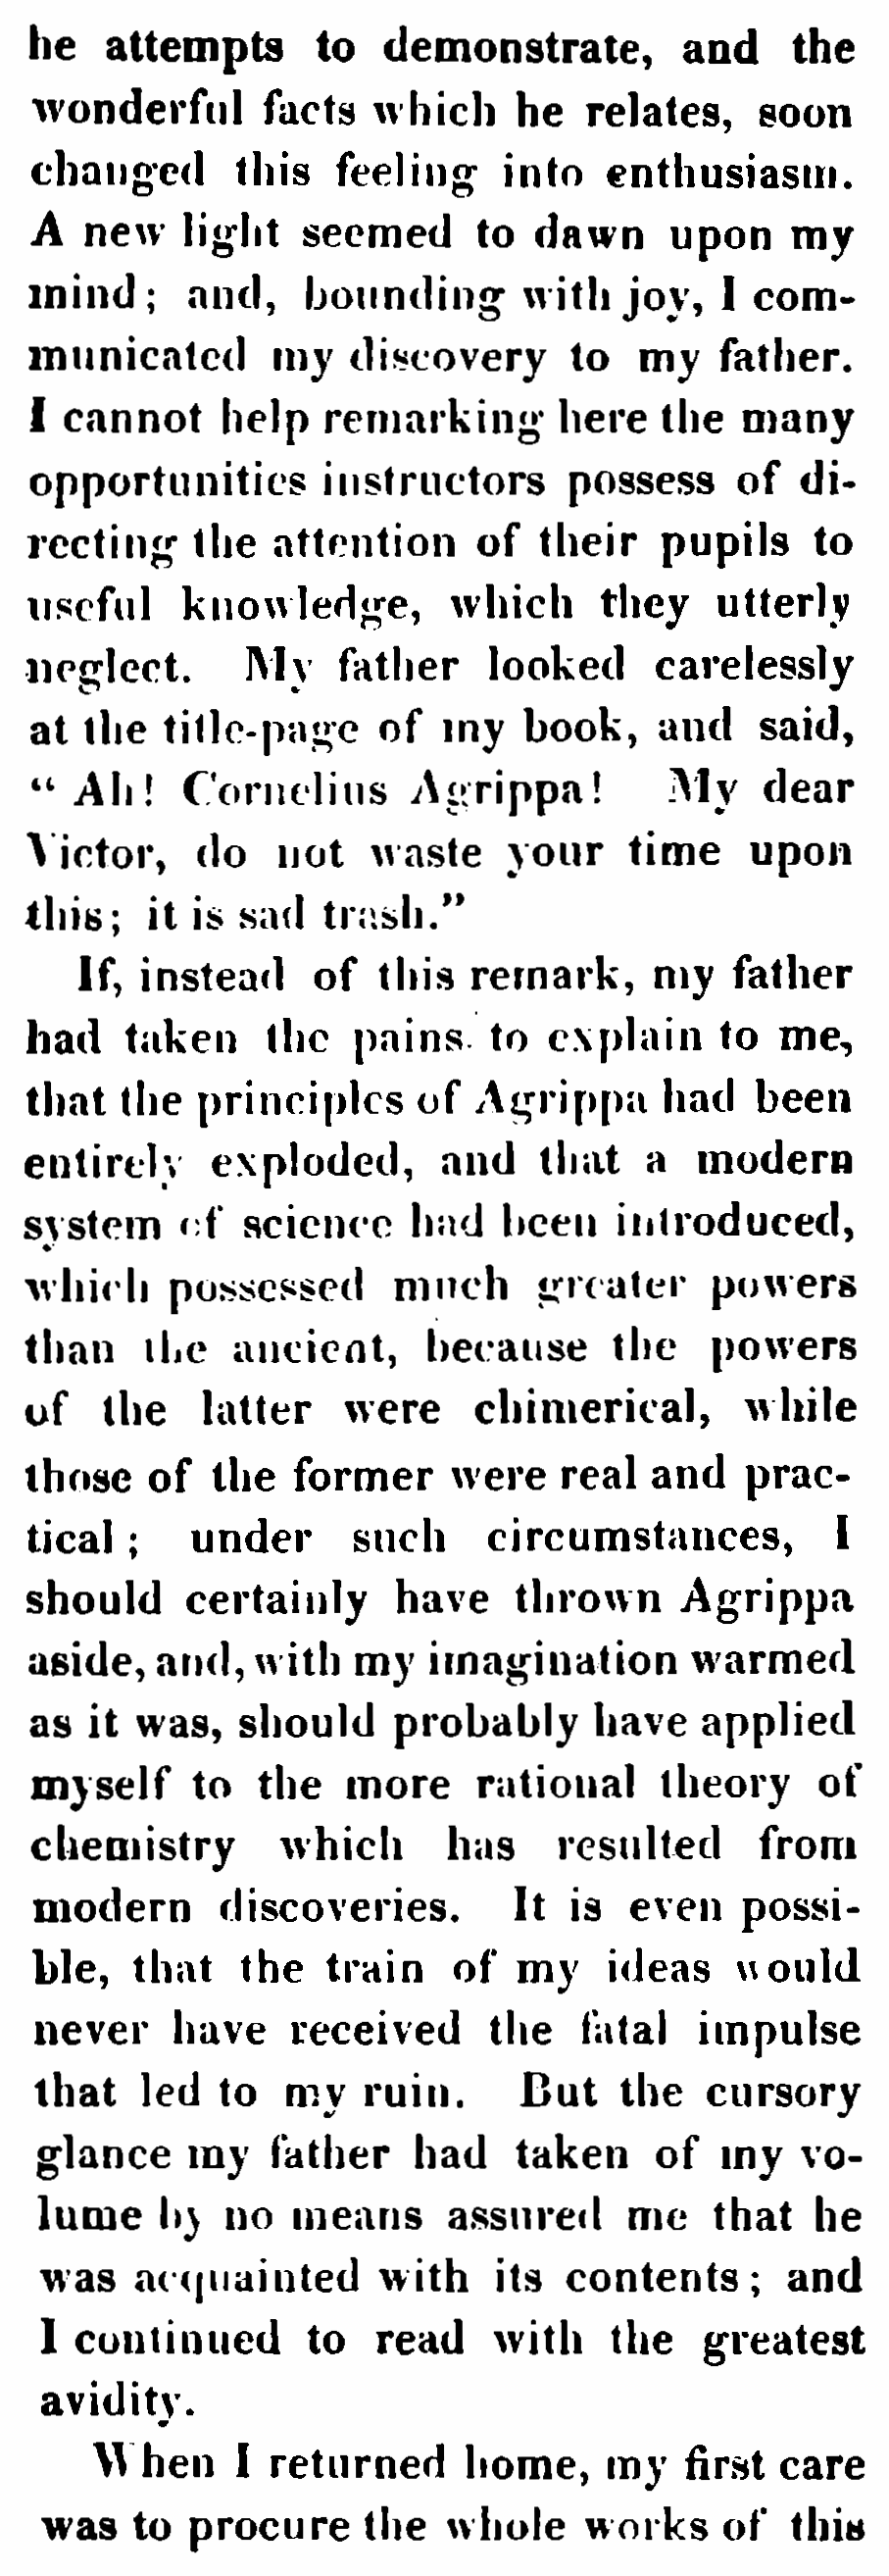 he attempts to demonstrate, and the
wonderful facts which he relates, soon
changed this feeling into enthusiasm.
A new light seemed to dawn upon my
mind; and, bounding with joy, I com-
municated my discovery to my father.
I cannot help remarking here the many
opportunities instructors possess of di-
recting the attention of their pupils to
useful knowledge, which they utterly
neglect. My father looked carelessly
at the title-page of my book, and said,
“ Ah! Cornelius Agrippa! My dear
Victor, do not waste your time upon
this; it is sad trash.”
If, instead of this remark, my father
had taken the pains to explain to me,
that the principles of Agrippa had been
entirely exploded, and that a modern
system of science had been introduced,
which possessed much greater powers
than the ancient, because the powers
of the latter were chimerical, while
those of the former were real and prac-
tical; under such circumstances, I
should certainly have thrown Agrippa
aside, and, with my imagination warmed
as it was, should probably have applied
myself to the more rational theory of
chemistry which has resulted from
modern discoveries. It is even possi-
ble, that the train of my ideas would
never have received the fatal impulse
that led to my ruin. But the cursory
glance my father had taken of my vo-
lume by no means assured me that he
was acquainted with its contents; and
I continued to read with the greatest
avidity.
When I returned home, my first care
was to procure the whole works of this